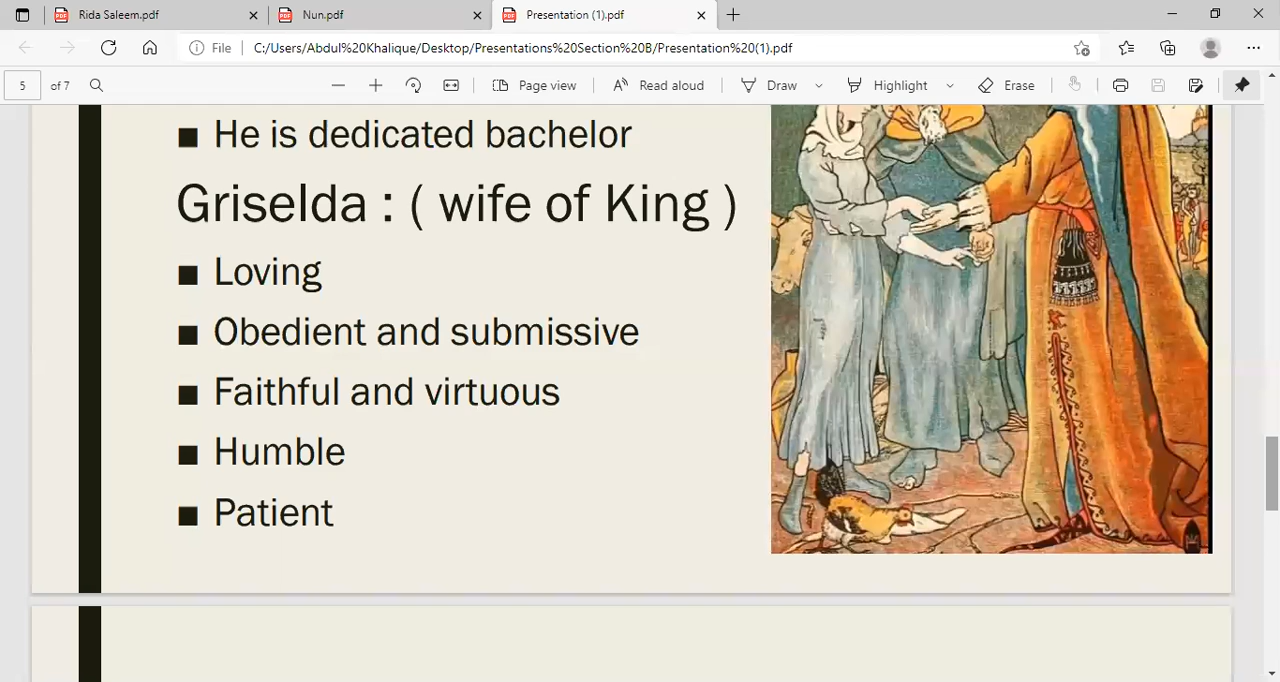 Rida Saleem.pdf
Nun.pdf
Presentation (1).pdf
File
C:/Users/Abdul%20Khalique/Desktop/Presentations%20Section%20B/Presentation%20(1).pdf
5 of 7
Page view
Read aloud
Draw
Highlight
Erase
■ He is dedicated bachelor
Griselda : ( wife of King )
■ Loving
■ Obedient and submissive
■ Faithful and virtuous
■ Humble
■ Patient